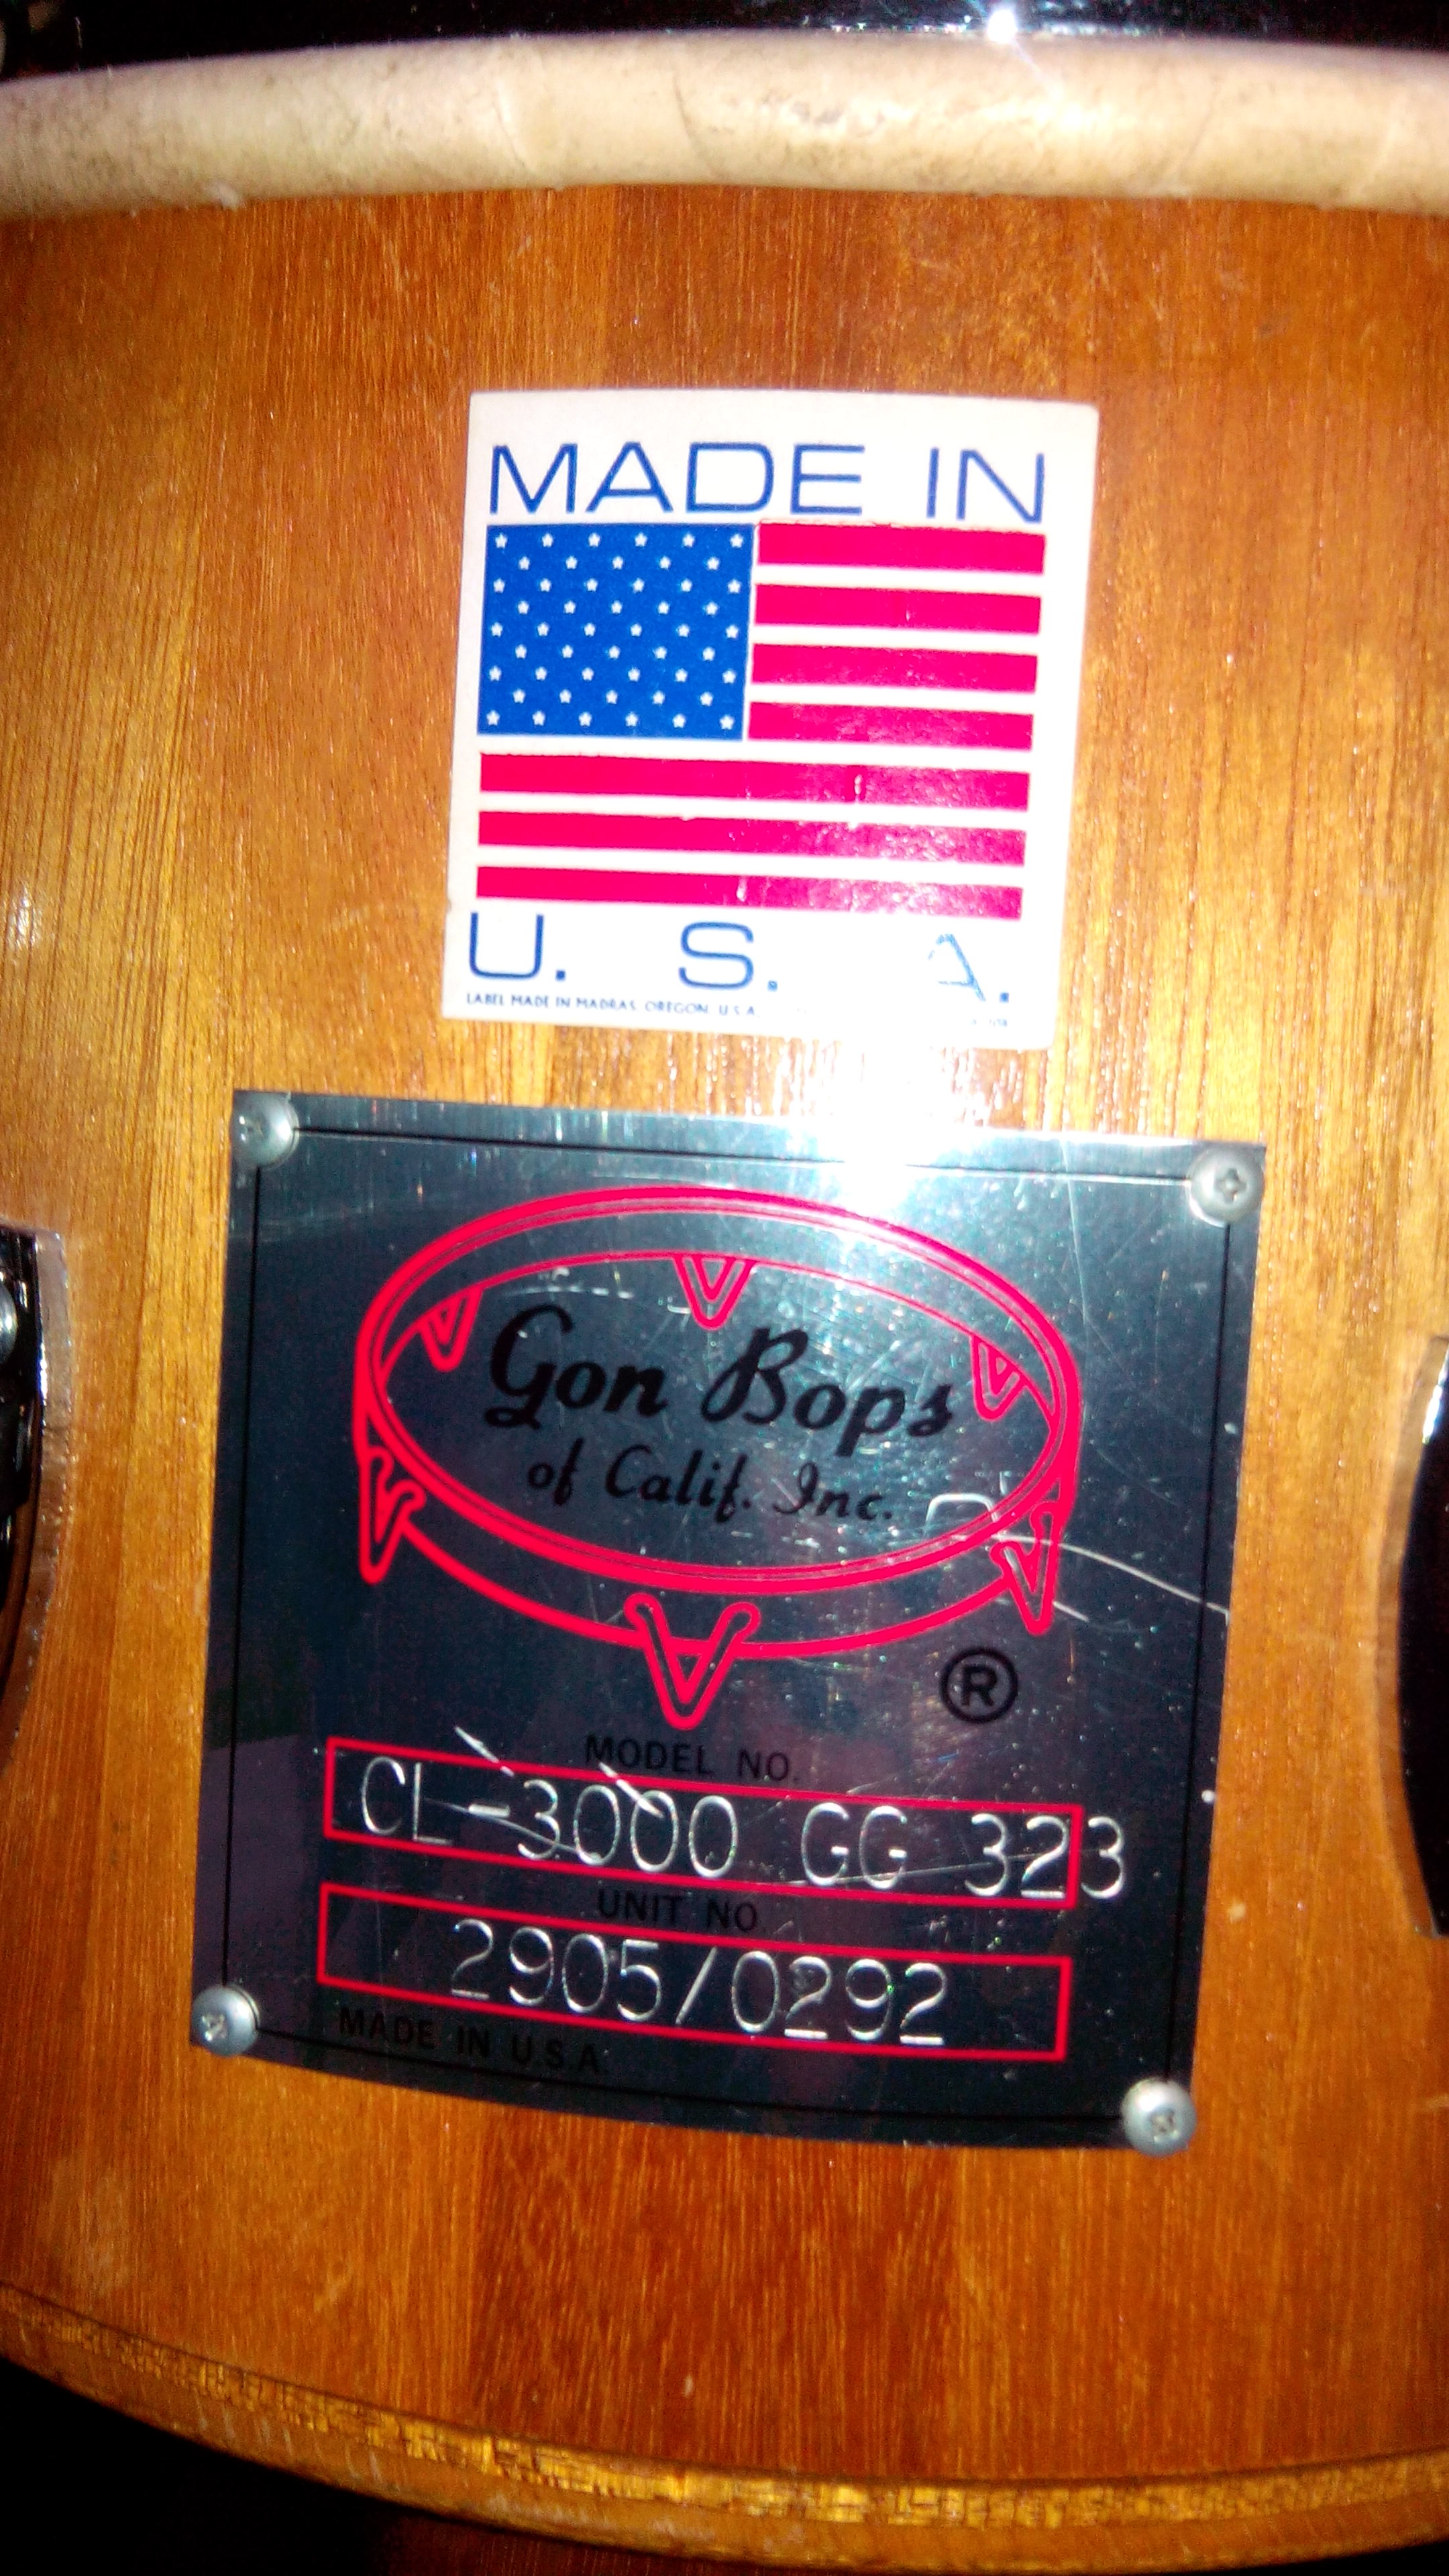 MADE IN
U. S. A.
LABEL MADE IN MADRAS, OREGON, U.S.A.
Gon Bops
of Calif. Inc.
®
MODEL NO.
CL-3000 GG 323
UNIT NO.
2905/0292
MADE IN U.S.A.